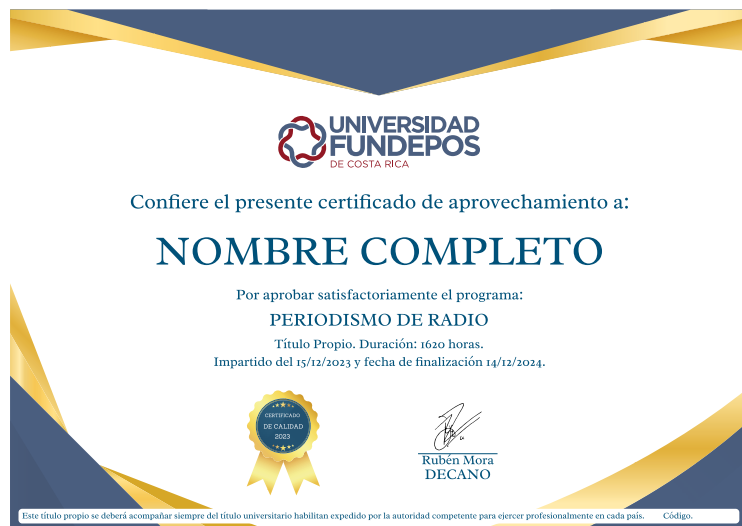 UNIVERSIDAD
FUNDEPOS
DE COSTA RICA
Confiere el presente certificado de aprovechamiento a:
NOMBRE COMPLETO
Por aprobar satisfactoriamente el programa:
PERIODISMO DE RADIO
Título Propio. Duración: 1620 horas.
Impartido del 15/12/2023 y fecha de finalización 14/12/2024.
CERTIFICADO
DE CALIDAD
2023
Rubén Mora
DECANO
Este título propio se deberá acompañar siempre del título universitario habilitan expedido por la autoridad competente para ejercer profesionalmente en cada país. Código.